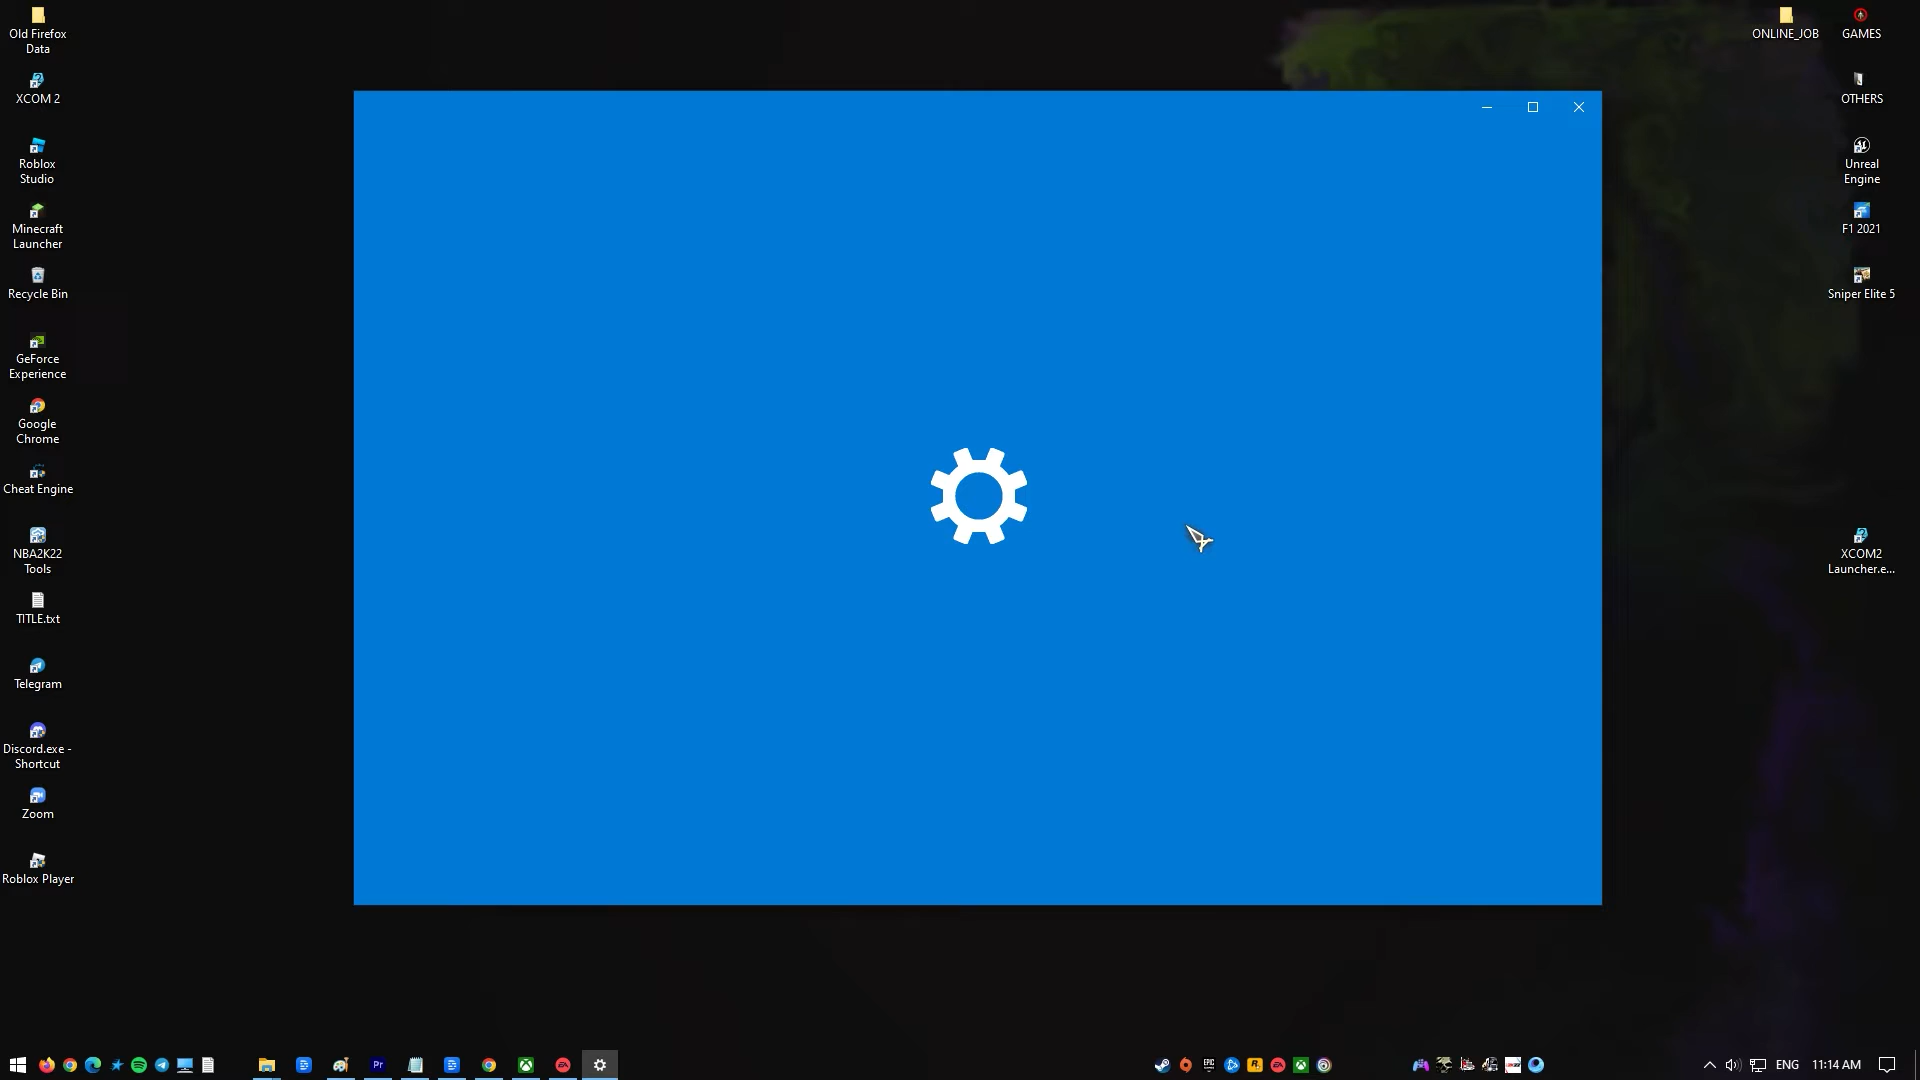 Old Firefox
Data
XCOM 2
Roblox
Studio
Minecraft
Launcher
Recycle Bin
GeForce
Experience
Google
Chrome
Cheat Engine
NBA2K22
Tools
TITLE.txt
Telegram
Discord.exe -
Shortcut
Zoom
Roblox Player
ONLINE_JOB
GAMES
OTHERS
Unreal
Engine
F1 2021
Sniper Elite 5
XCOM2
Launcher.e...
Pr
EPIC
ENG
11:14 AM